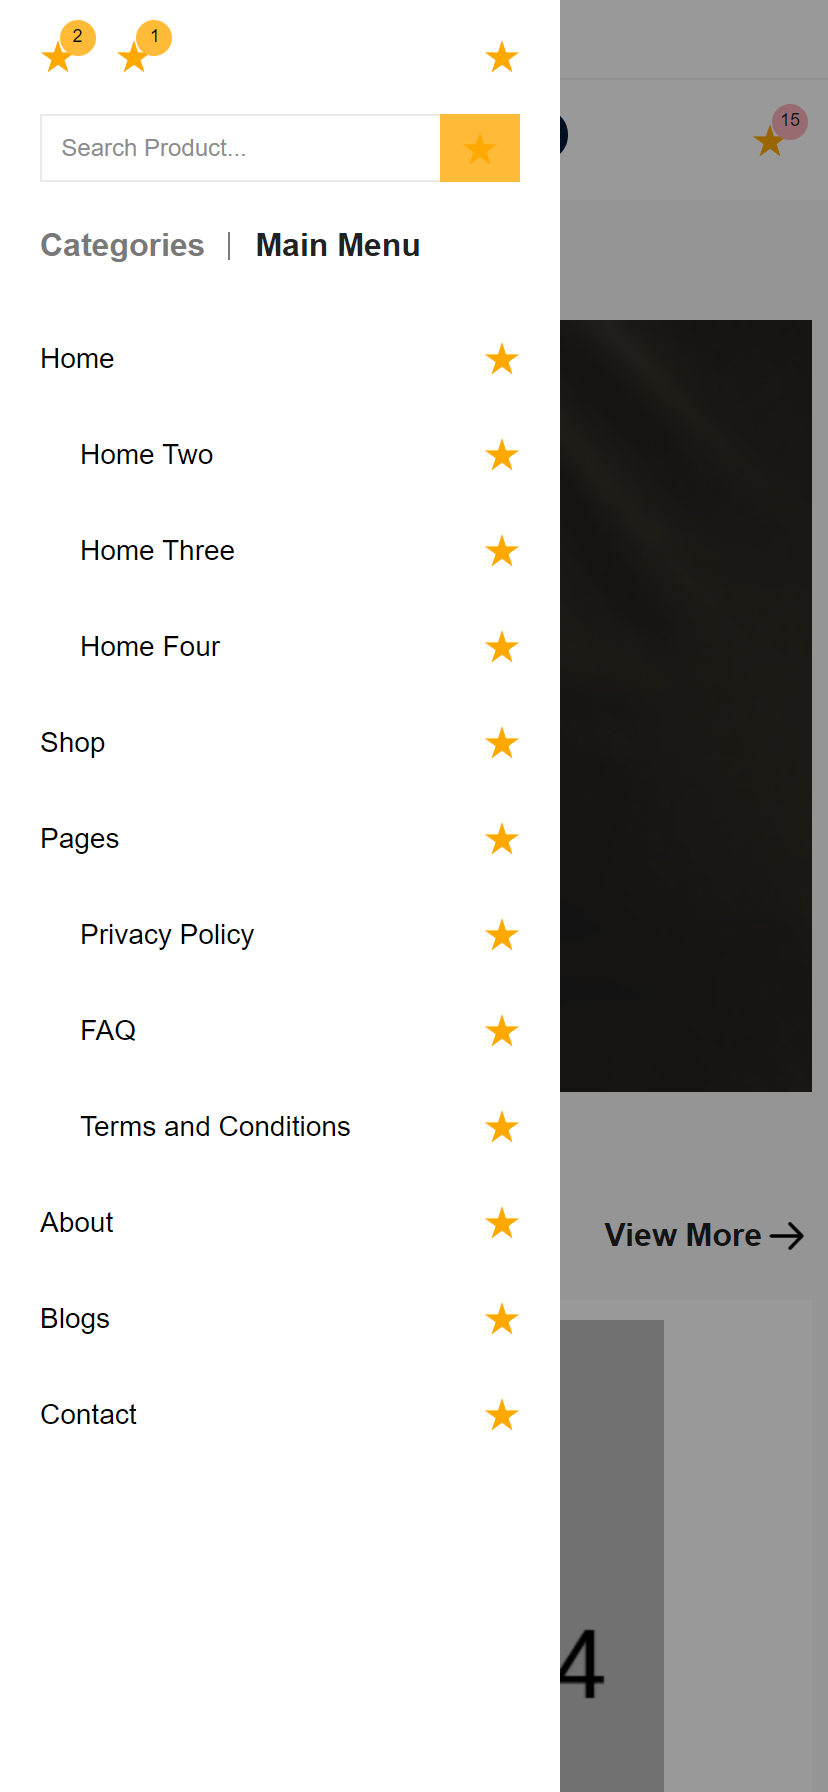 2
1
15
Search Product...
Categories | Main Menu
Home
Home Two
Home Three
Home Four
Shop
Pages
Privacy Policy
FAQ
Terms and Conditions
About
View More
Blogs
Contact
4